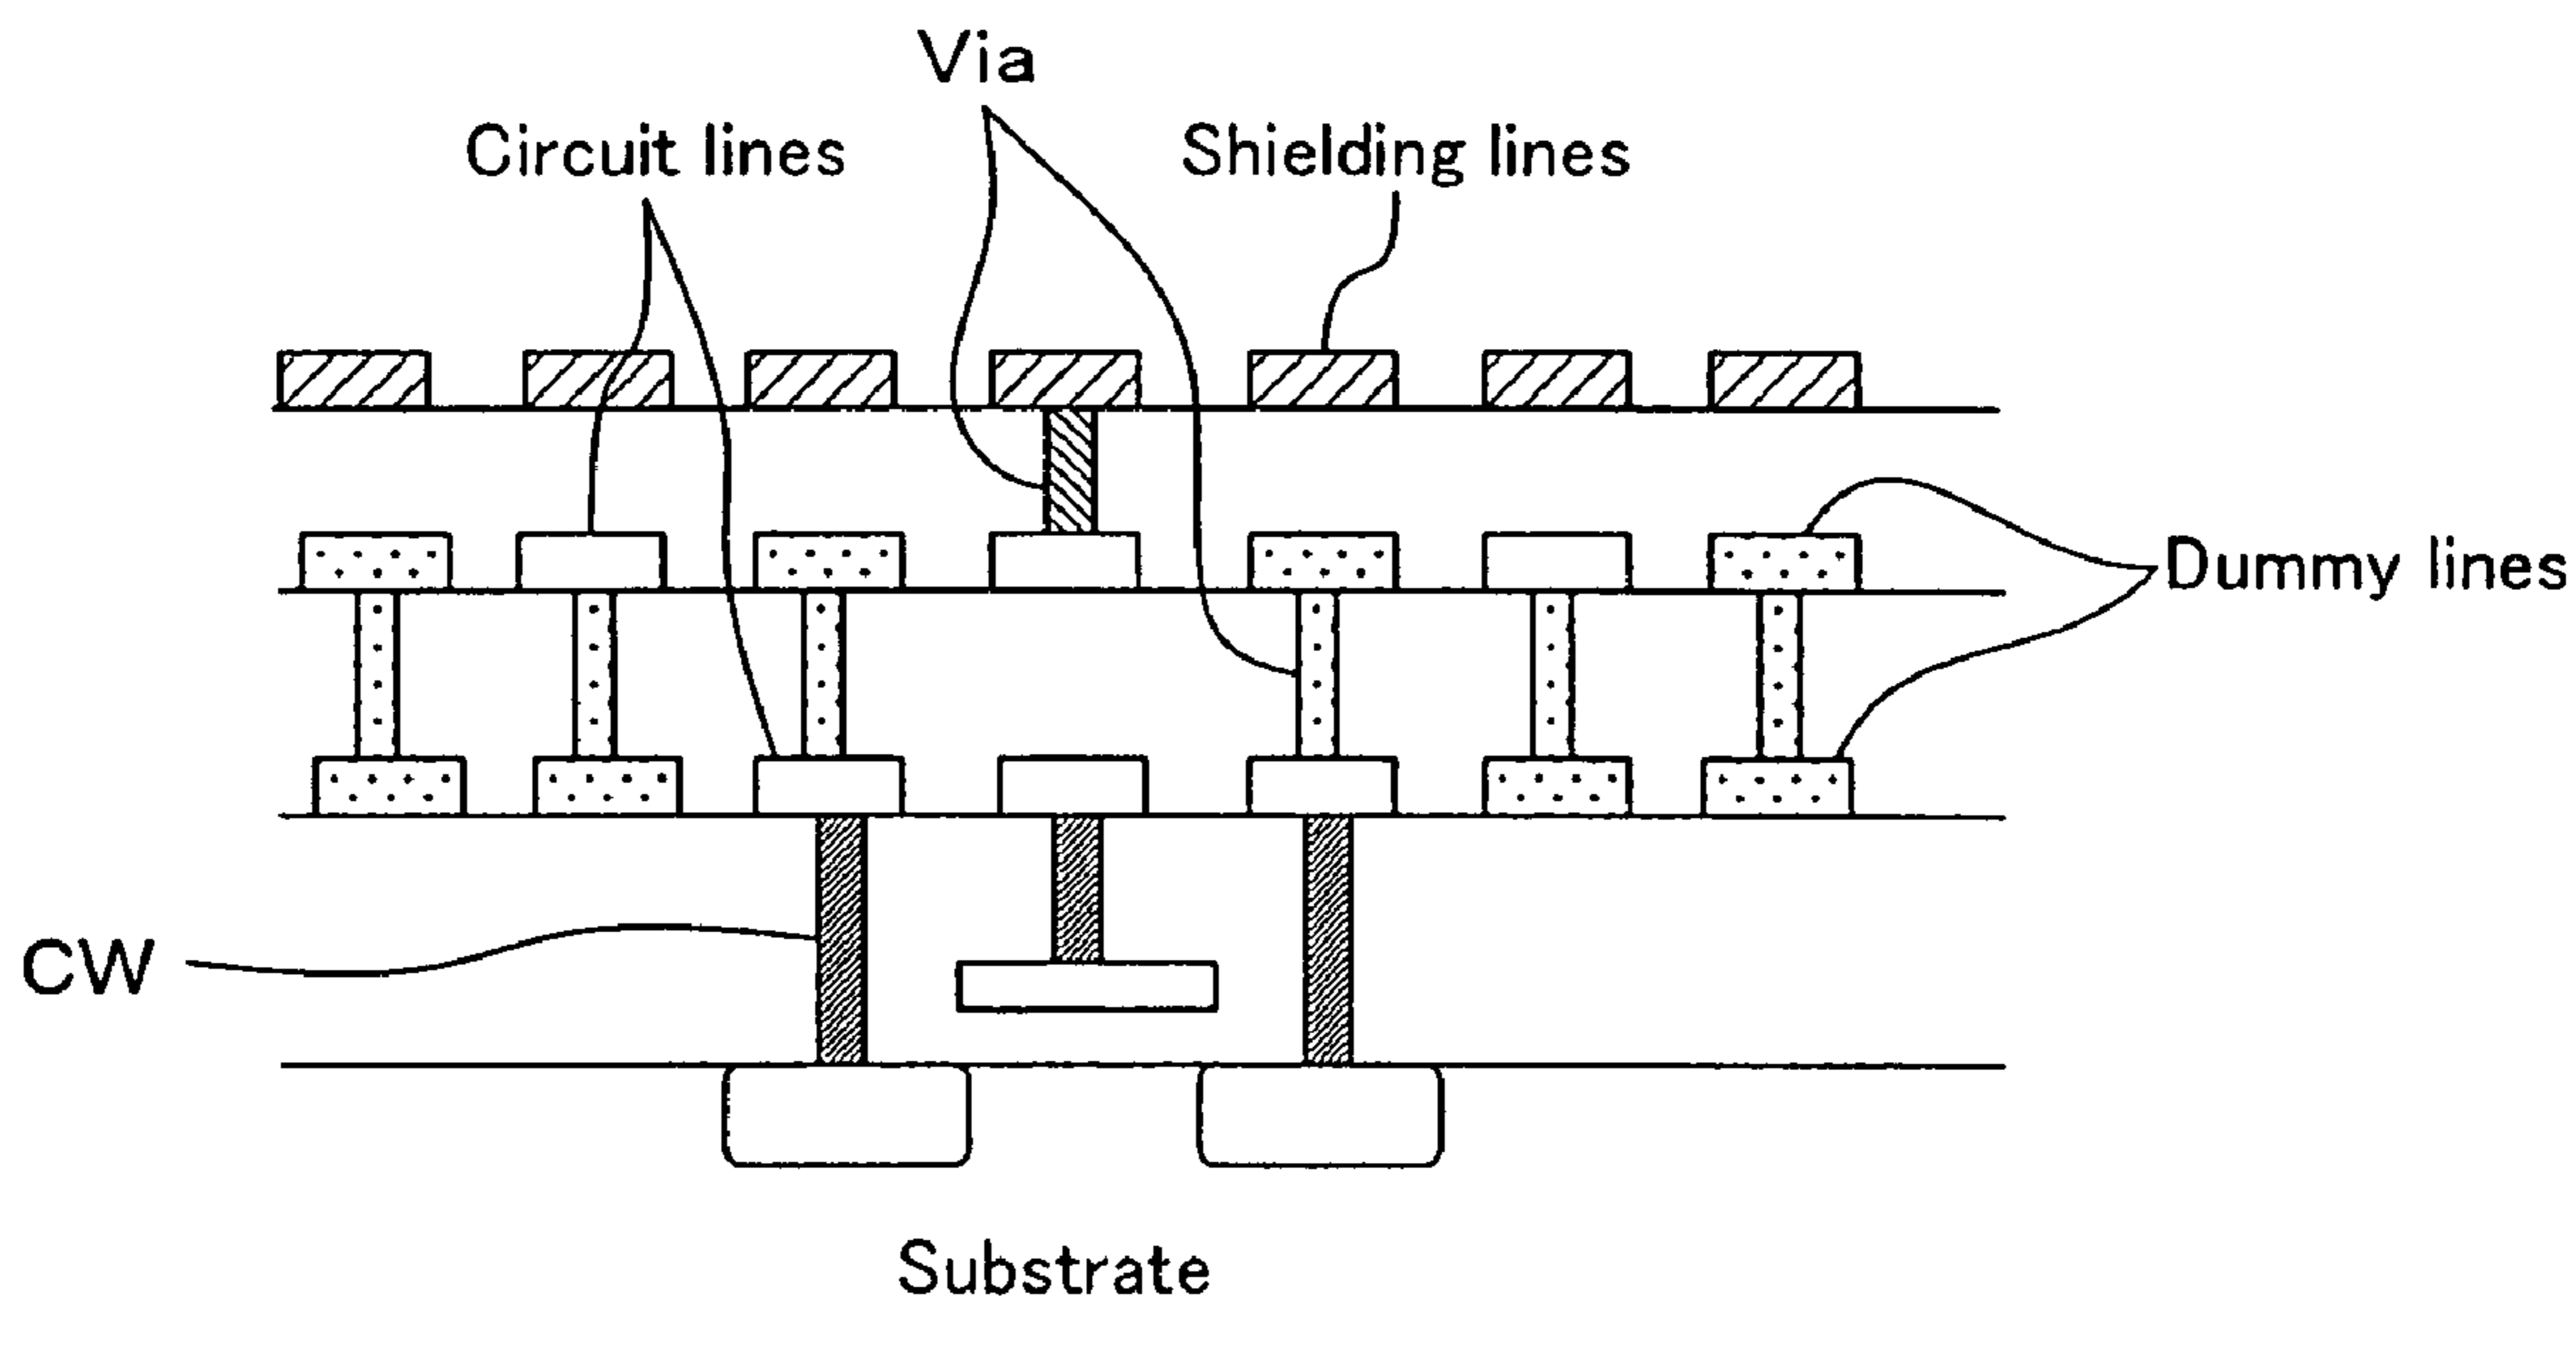 Via
Circuit lines
Shielding lines
Dummy lines
CW
Substrate